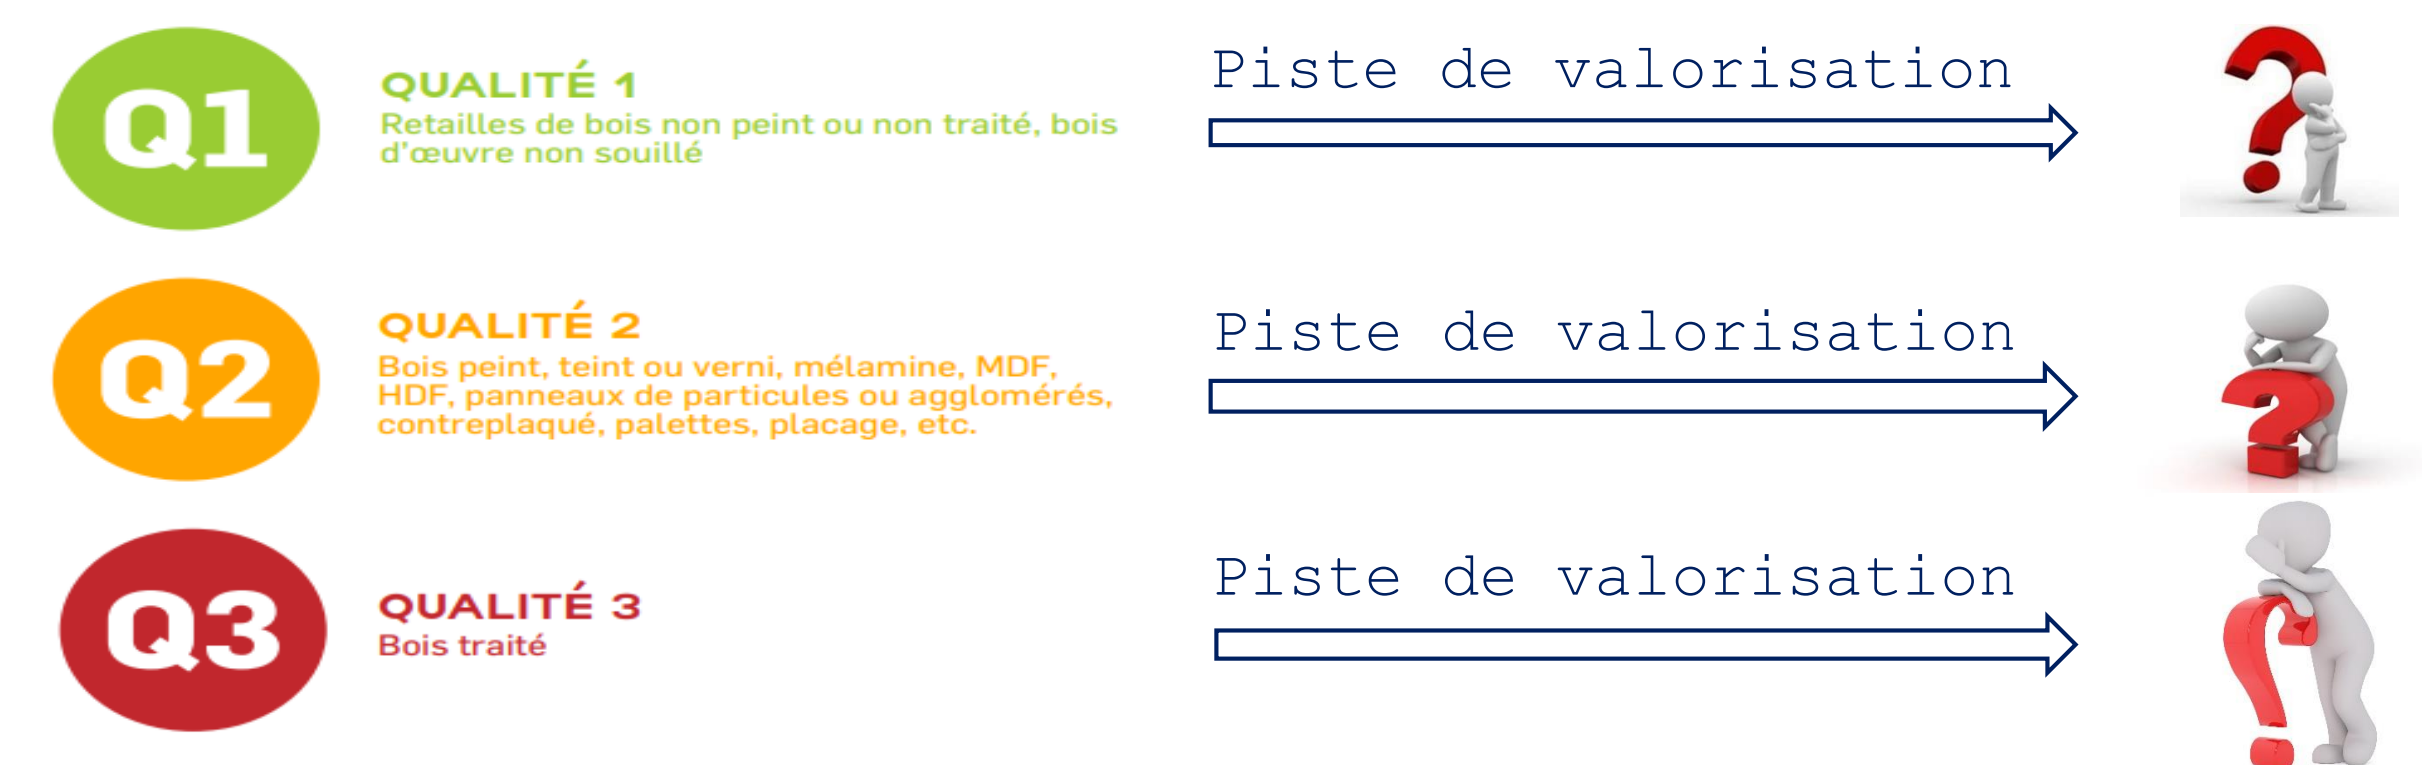 Q1
QUALITÉ 1
Retailles de bois non peint ou non traité, bois
d'œuvre non souillé
Piste de valorisation
Q2
QUALITÉ 2
Bois peint, teint ou verni, mélamine, MDF,
HDF, panneaux de particules ou agglomérés,
contreplaqué, palettes, placage, etc.
Piste de valorisation
Q3
QUALITÉ 3
Bois traité
Piste de valorisation